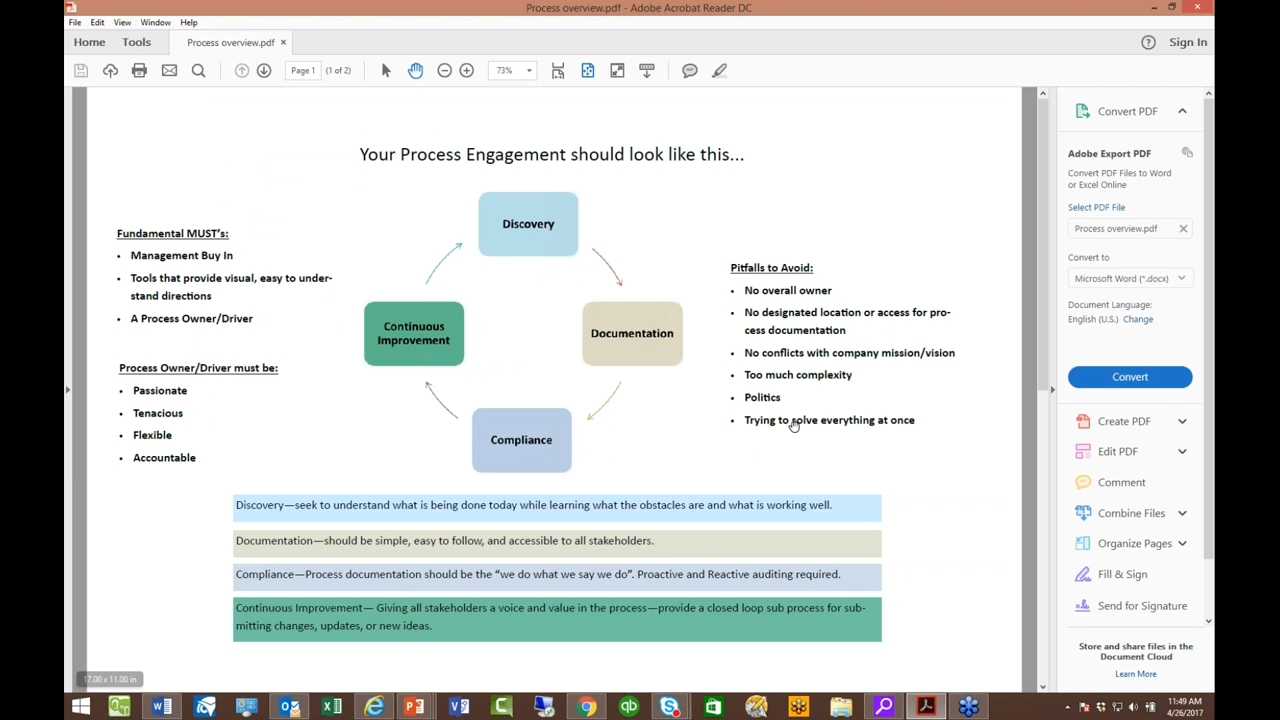 Process overview.pdf - Adobe Acrobat Reader DC
File Edit View Window Help
Home Tools Process overview.pdf × Sign In
Page 1 (1 of 2) 73%
Your Process Engagement should look like this...
Fundamental MUST's:
• Management Buy In
• Tools that provide visual, easy to under-
stand directions
• A Process Owner/Driver
Process Owner/Driver must be:
• Passionate
• Tenacious
• Flexible
• Accountable
Discovery
Documentation
Compliance
Continuous
Improvement
Pitfalls to Avoid:
• No overall owner
• No designated location or access for pro-
cess documentation
• No conflicts with company mission/vision
• Too much complexity
• Politics
• Trying to solve everything at once
Discovery—seek to understand what is being done today while learning what the obstacles are and what is working well.
Documentation—should be simple, easy to follow, and accessible to all stakeholders.
Compliance—Process documentation should be the “we do what we say we do”. Proactive and Reactive auditing required.
Continuous Improvement— Giving all stakeholders a voice and value in the process—provide a closed loop sub process for sub-
mitting changes, updates, or new ideas.
17.00 x 11.00 in
Convert PDF
Adobe Export PDF
Convert PDF Files to Word
or Excel Online
Select PDF File
Process overview.pdf
Convert to
Microsoft Word (*.docx)
Document Language:
English (U.S.) Change
Convert
Create PDF
Edit PDF
Comment
Combine Files
Organize Pages
Fill & Sign
Send for Signature
Store and share files in the
Document Cloud
Learn More
11:49 AM
4/26/2017